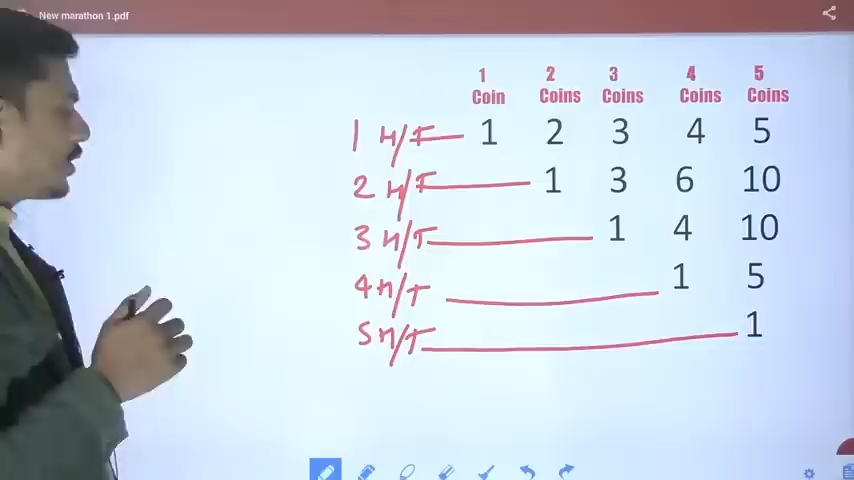 New marathon 1.pdf
1 2 3 4 5
Coin Coins Coins Coins Coins
1 H/T 1 2 3 4 5
2 H/T 1 3 6 10
3 H/T 1 4 10
4 H/T 1 5
5 H/T 1